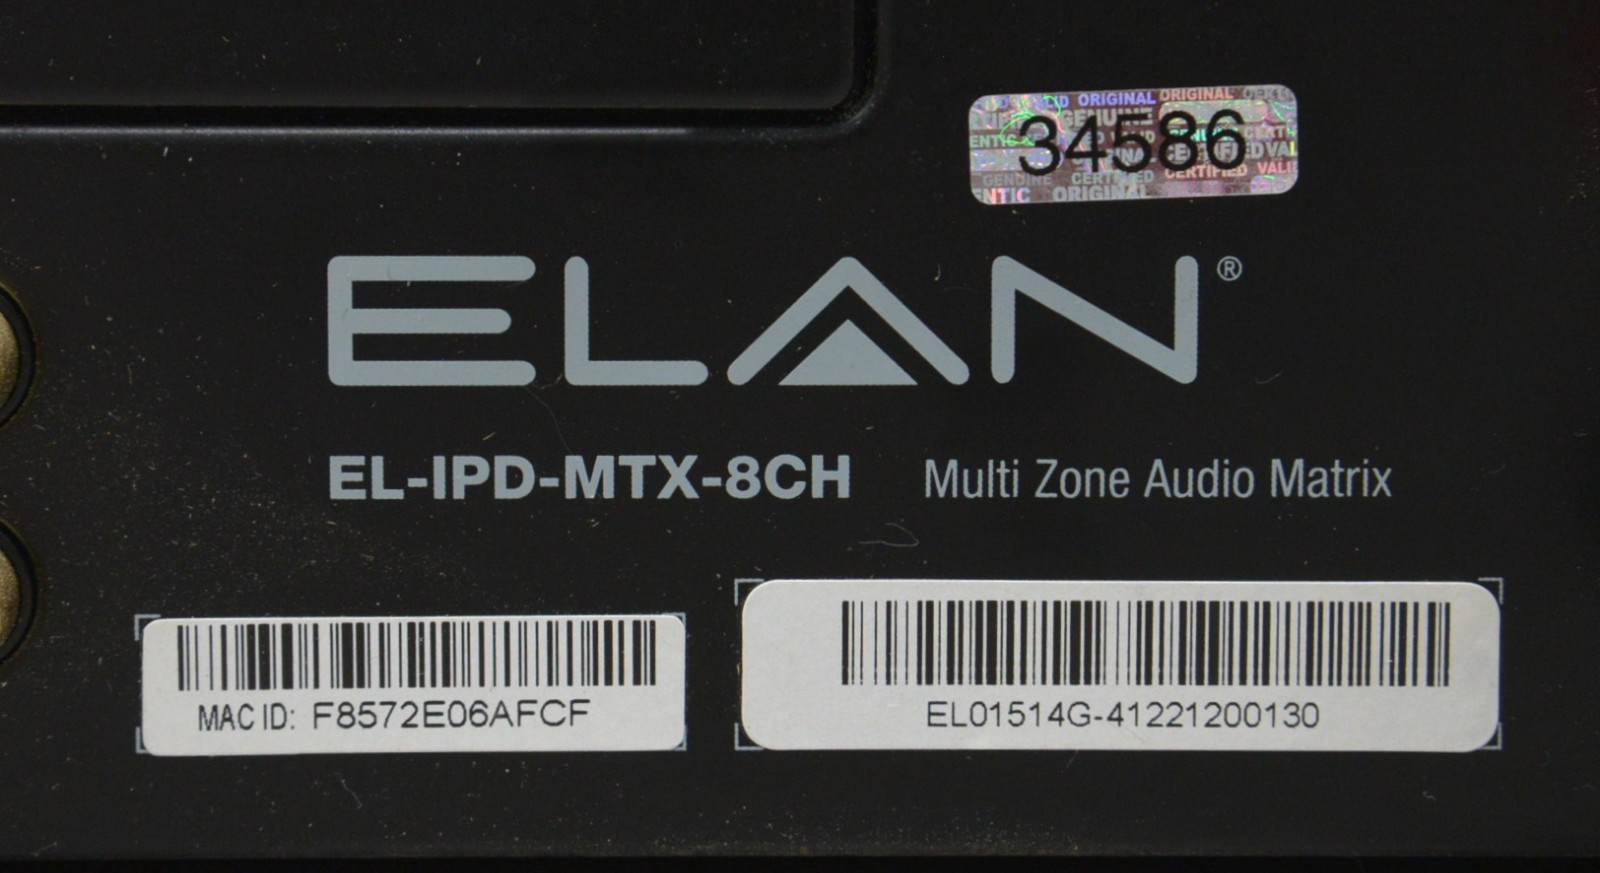 34586
ELAN®
EL-IPD-MTX-8CH Multi Zone Audio Matrix
MAC ID: F8572E06AFCF
EL01514G-41221200130